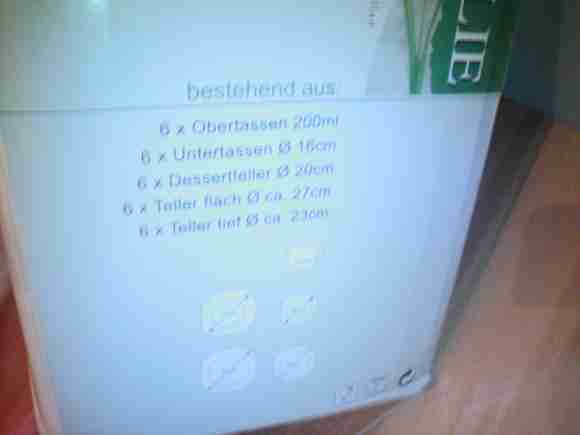 LIE
bestehend aus:
6 x Obertassen 200ml
6 x Untertassen Ø 16cm
6 x Dessertteller Ø 20cm
6 x Teller flach Ø ca. 27cm
6 x Teller tief Ø ca. 23cm